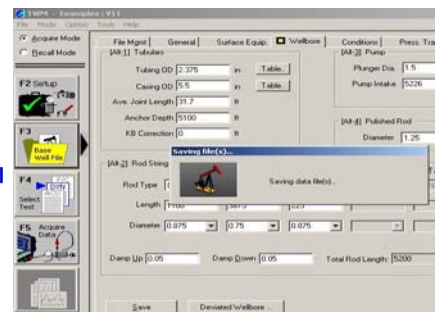 TWM - Examples (V11
File Mode Option Tools Help
Acquire Mode
Recall Mode
File Mgmt General Surface Equip. Wellbore Conditions Press. Tra
[Alt-1] Tubulars
[Alt-3] Pump
Tubing OD 2.375 in Table..
Plunger Dia. 1.5
Casing OD 5.5 in Table..
Pump Intake 5226
Ave. Joint Length 31.7 ft
Anchor Depth 5100 ft
[Alt-4] Polished Rod
KB Correction 0 ft
Diameter 1.25
F2 Setup
F3
Base
Well File
Saving file(s)...
Saving data file(s)...
[Alt-2] Rod String
Rod Type
Length 1100 3875 225
Diameter 0.875 0.75 0.875
F4
DYN
Select
Test
F5 Acquire
Data
Damp Up 0.05 Damp Down 0.05 Total Rod Length: 5200
Save Deviated Wellbore ...